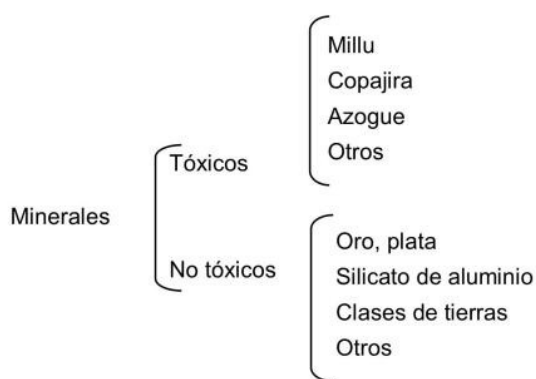 Minerales
Tóxicos
Millu
Copajira
Azogue
Otros
No tóxicos
Oro, plata
Silicato de aluminio
Clases de tierras
Otros